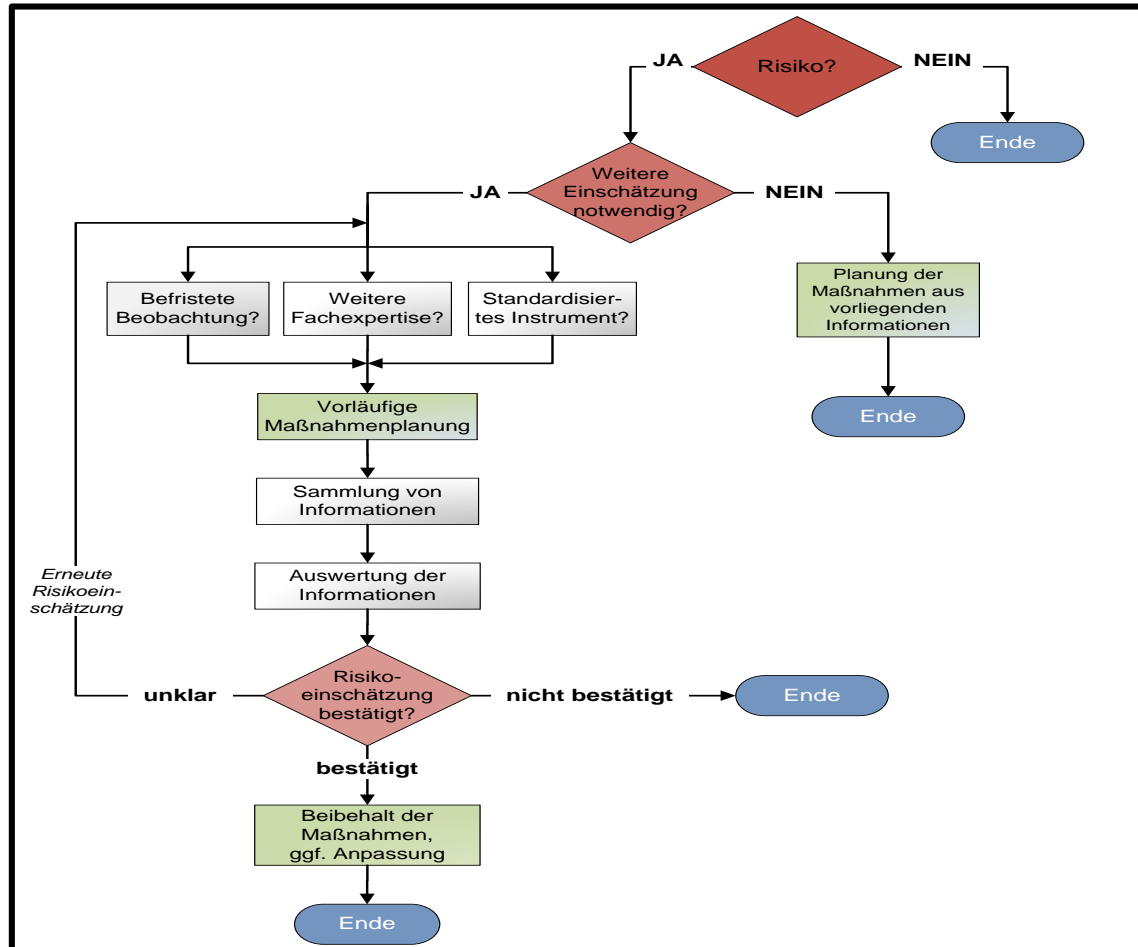 JA
Risiko?
NEIN
Ende
Weitere
Einschätzung
notwendig?
JA
NEIN
Befristete
Beobachtung?
Weitere
Fachexpertise?
Standardisier-
tes Instrument?
Planung der
Maßnahmen aus
vorliegenden
Informationen
Ende
Vorläufige
Maßnahmenplanung
Sammlung von
Informationen
Auswertung der
Informationen
Erneute
Risikoein-
schätzung
Risiko-
einschätzung
bestätigt?
unklar
nicht bestätigt
Ende
bestätigt
Beibehalt der
Maßnahmen,
ggf. Anpassung
Ende